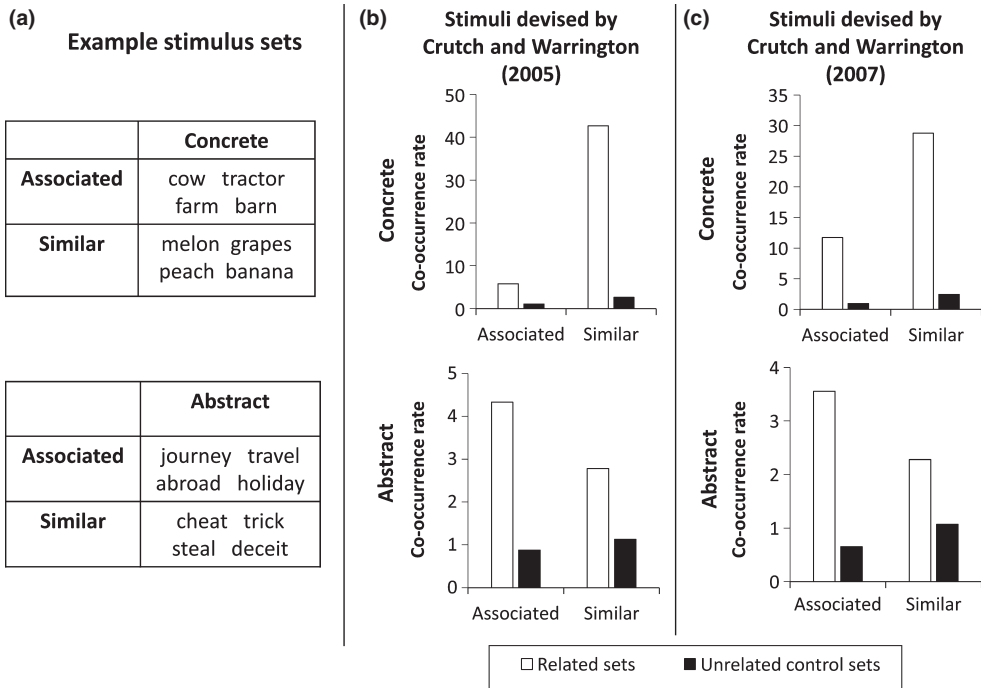 (a)
Example stimulus sets
Concrete
Associated
cow tractor
farm barn
Similar
melon grapes
peach banana
Abstract
Associated
journey travel
abroad holiday
Similar
cheat trick
steal deceit
(b)
Stimuli devised by
Crutch and Warrington
(2005)
Concrete
Co-occurrence rate
50
40
30
20
10
0
Associated Similar
Abstract
Co-occurrence rate
5
4
3
2
1
0
Associated Similar
(c)
Stimuli devised by
Crutch and Warrington
(2007)
Concrete
Co-occurrence rate
35
30
25
20
15
10
5
0
Associated Similar
Abstract
Co-occurrence rate
4
3
2
1
0
Associated Similar
Related sets Unrelated control sets